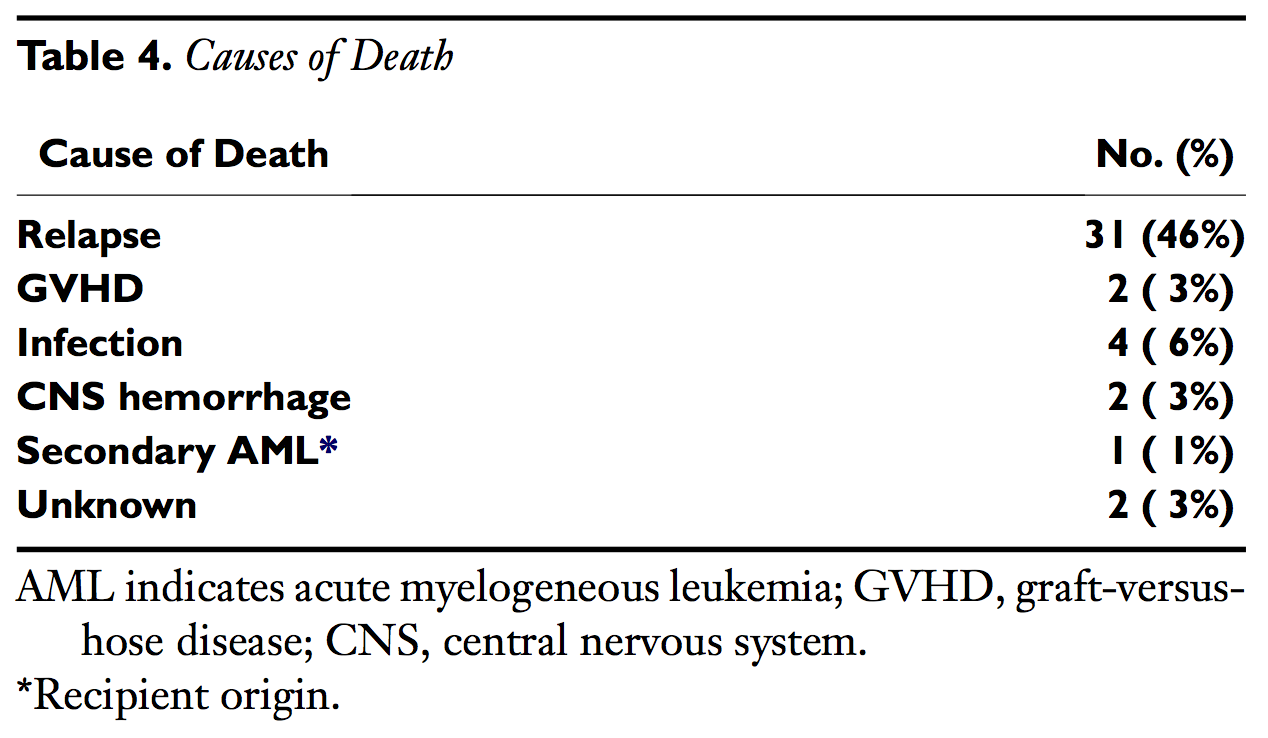 Table 4. Causes of Death
Cause of Death No. (%)
Relapse 31 (46%)
GVHD 2 ( 3%)
Infection 4 ( 6%)
CNS hemorrhage 2 ( 3%)
Secondary AML* 1 ( 1%)
Unknown 2 ( 3%)
AML indicates acute myelogeneous leukemia; GVHD, graft-versus-
hose disease; CNS, central nervous system.
*Recipient origin.